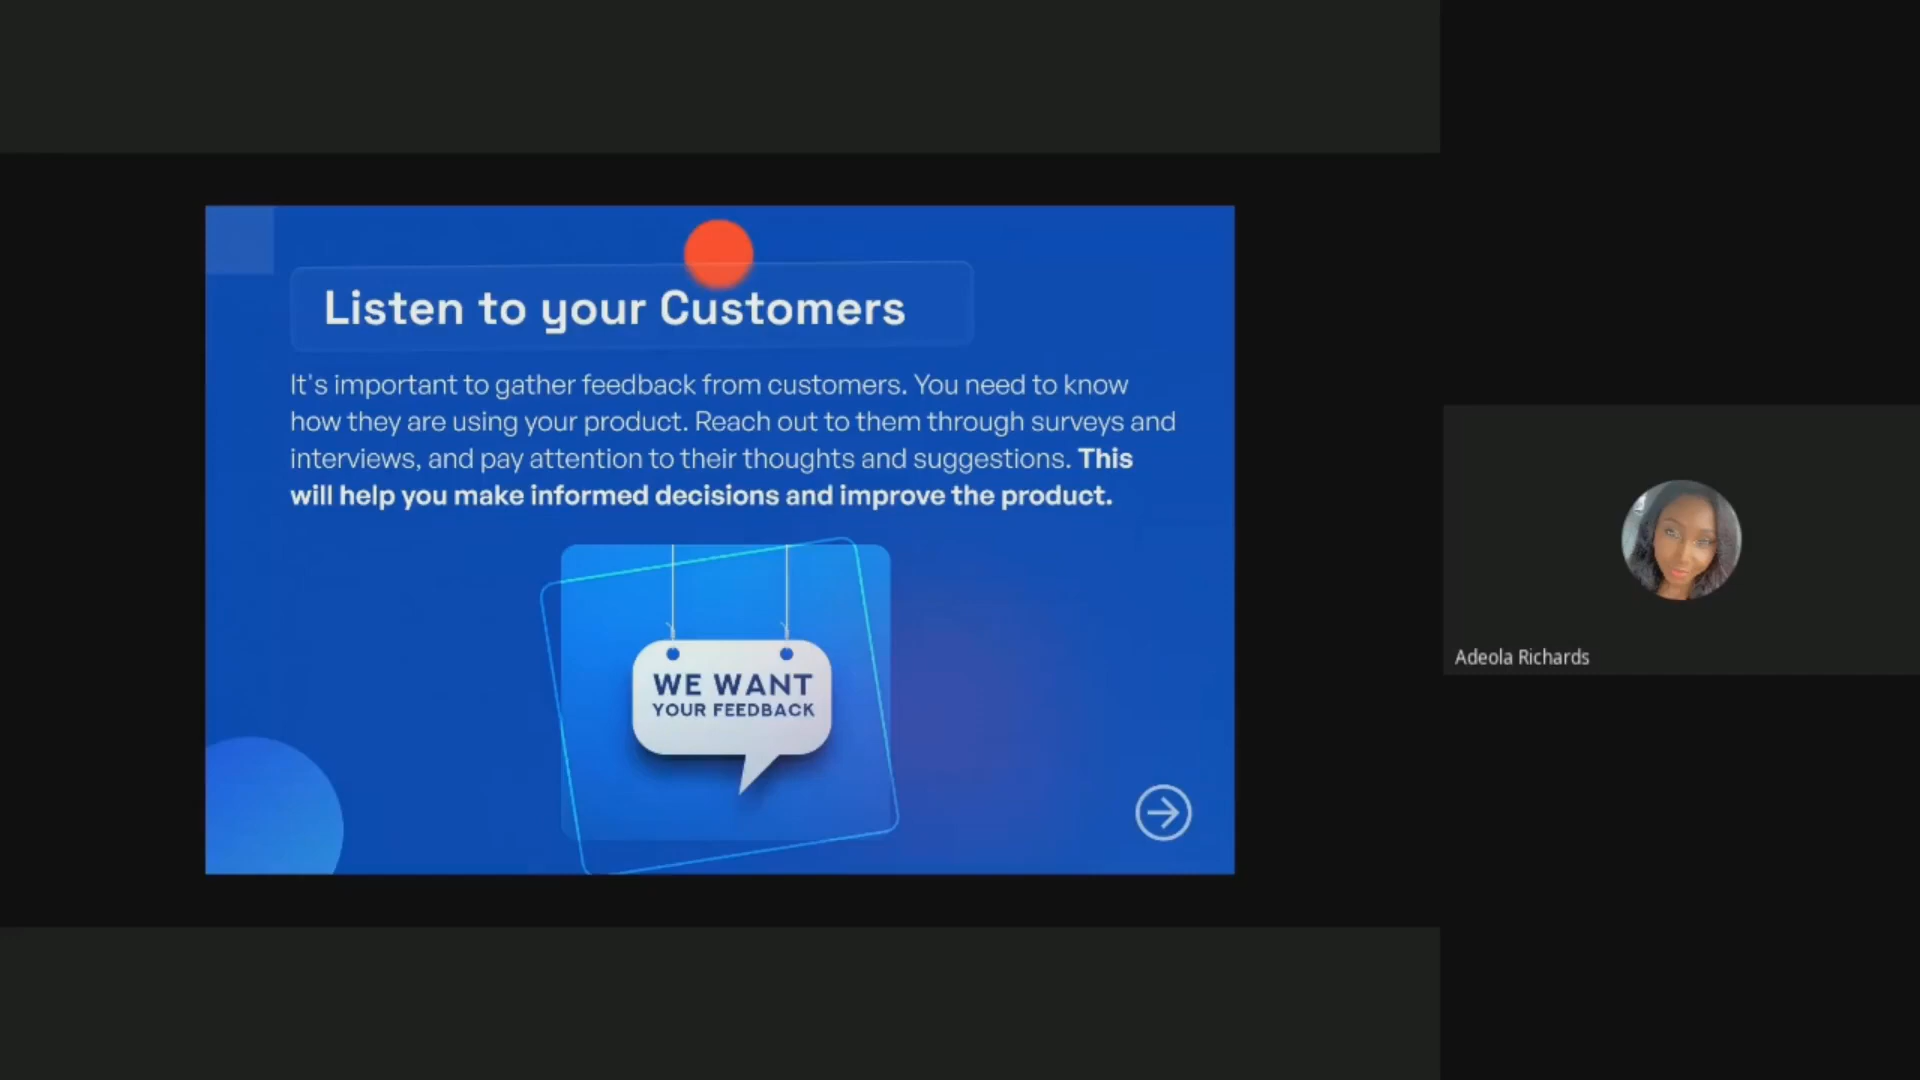 Listen to your Customers
It's important to gather feedback from customers. You need to know
how they are using your product. Reach out to them through surveys and
interviews, and pay attention to their thoughts and suggestions. This
will help you make informed decisions and improve the product.
WE WANT
YOUR FEEDBACK
Adeola Richards